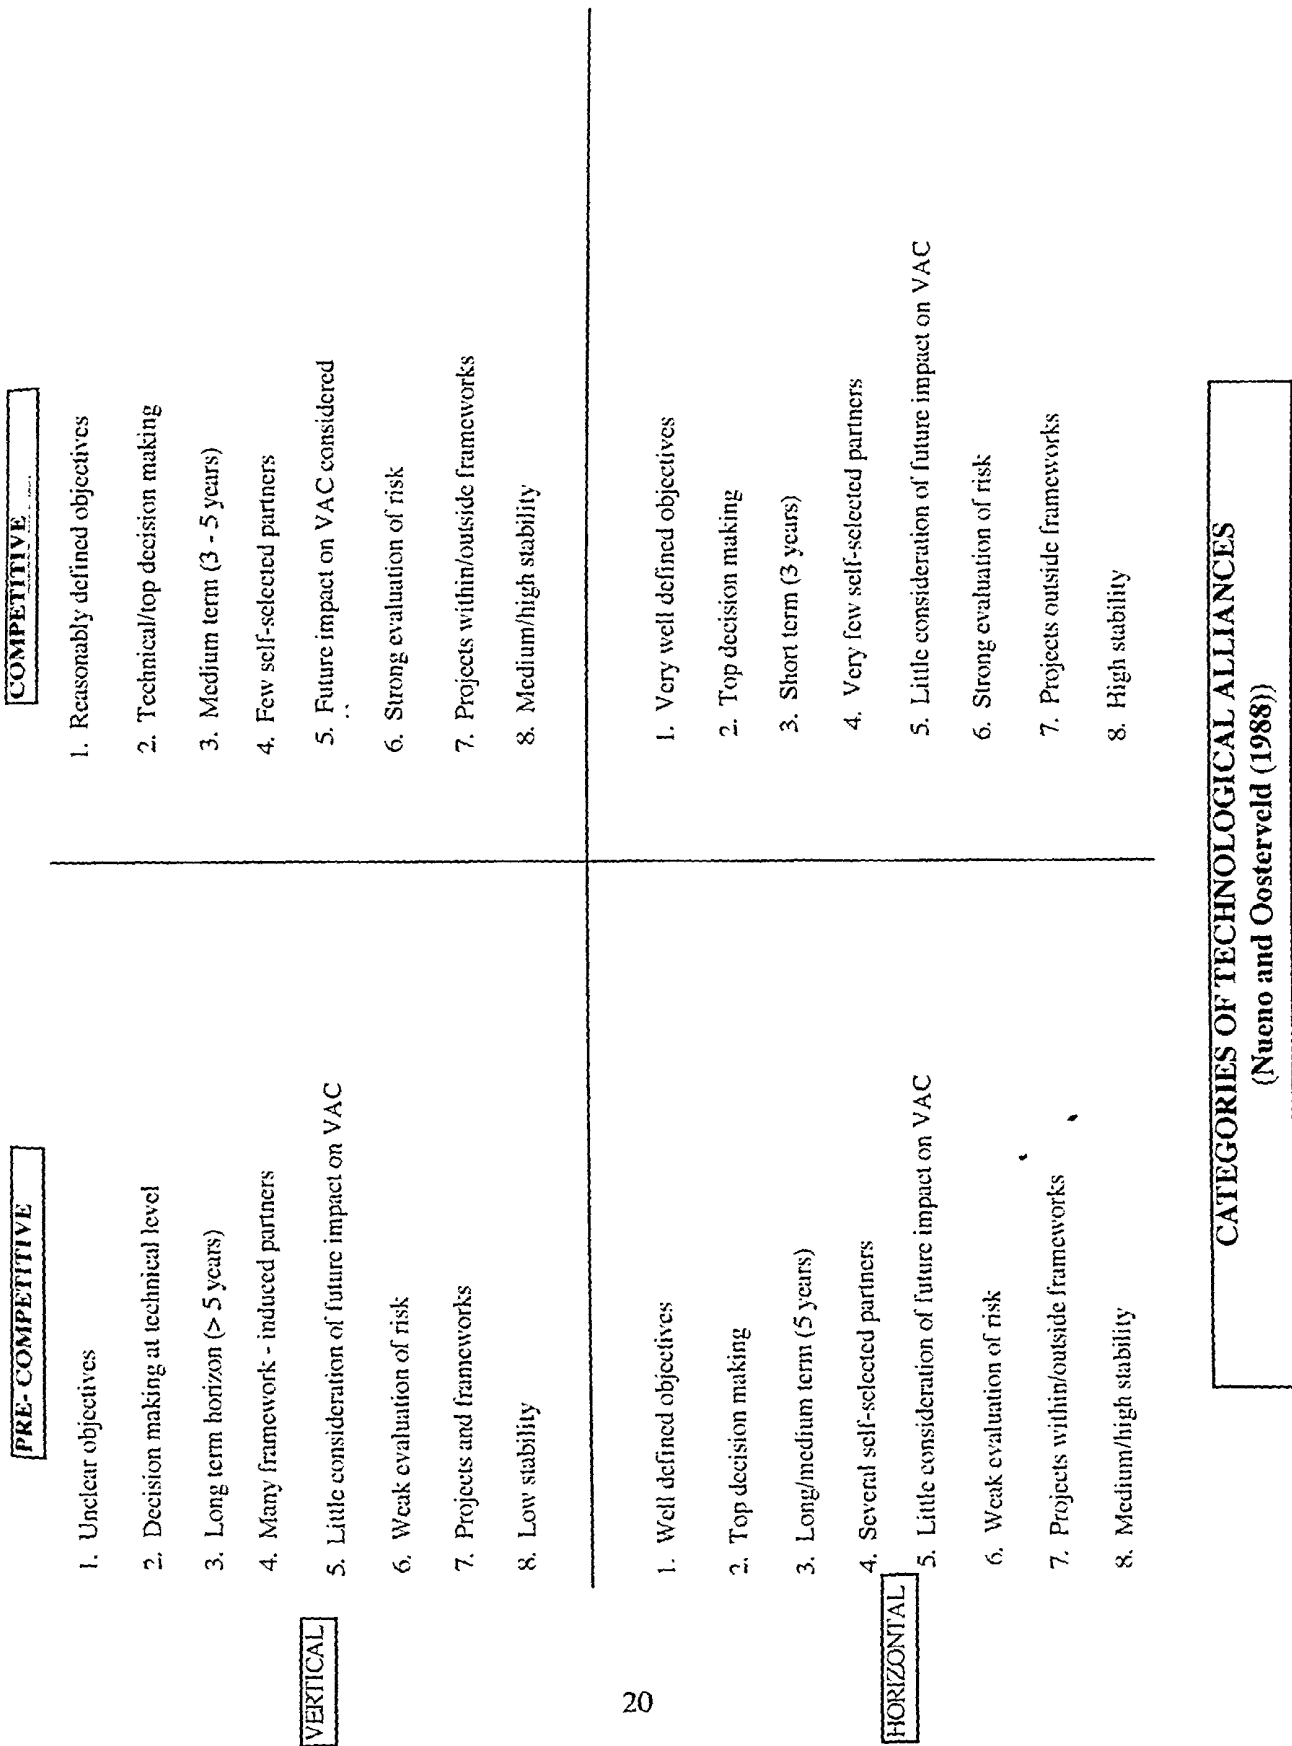 PRE-COMPETITIVE
COMPETITIVE
VERTICAL
1. Unclear objectives
2. Decision making at technical level
3. Long term horizon (> 5 years)
4. Many framework - induced partners
5. Little consideration of future impact on VAC
6. Weak evaluation of risk
7. Projects and frameworks
8. Low stability
1. Reasonably defined objectives
2. Technical/top decision making
3. Medium term (3 - 5 years)
4. Few self-selected partners
5. Future impact on VAC considered
6. Strong evaluation of risk
7. Projects within/outside frameworks
8. Medium/high stability
HORIZONTAL
1. Well defined objectives
2. Top decision making
3. Long/medium term (5 years)
4. Several self-selected partners
5. Little consideration of future impact on VAC
6. Weak evaluation of risk
7. Projects within/outside frameworks
8. Medium/high stability
1. Very well defined objectives
2. Top decision making
3. Short term (3 years)
4. Very few self-selected partners
5. Little consideration of future impact on VAC
6. Strong evaluation of risk
7. Projects outside frameworks
8. High stability
CATEGORIES OF TECHNOLOGICAL ALLIANCES
(Nueno and Oosterveld (1988))
20